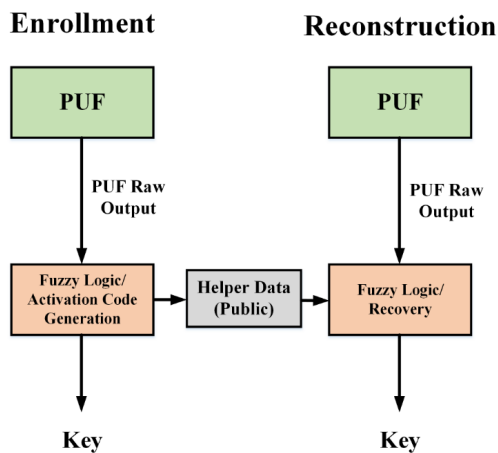 Enrollment
Reconstruction
PUF
PUF
PUF Raw
Output
PUF Raw
Output
Fuzzy Logic/
Activation Code
Generation
Helper Data
(Public)
Fuzzy Logic/
Recovery
Key
Key